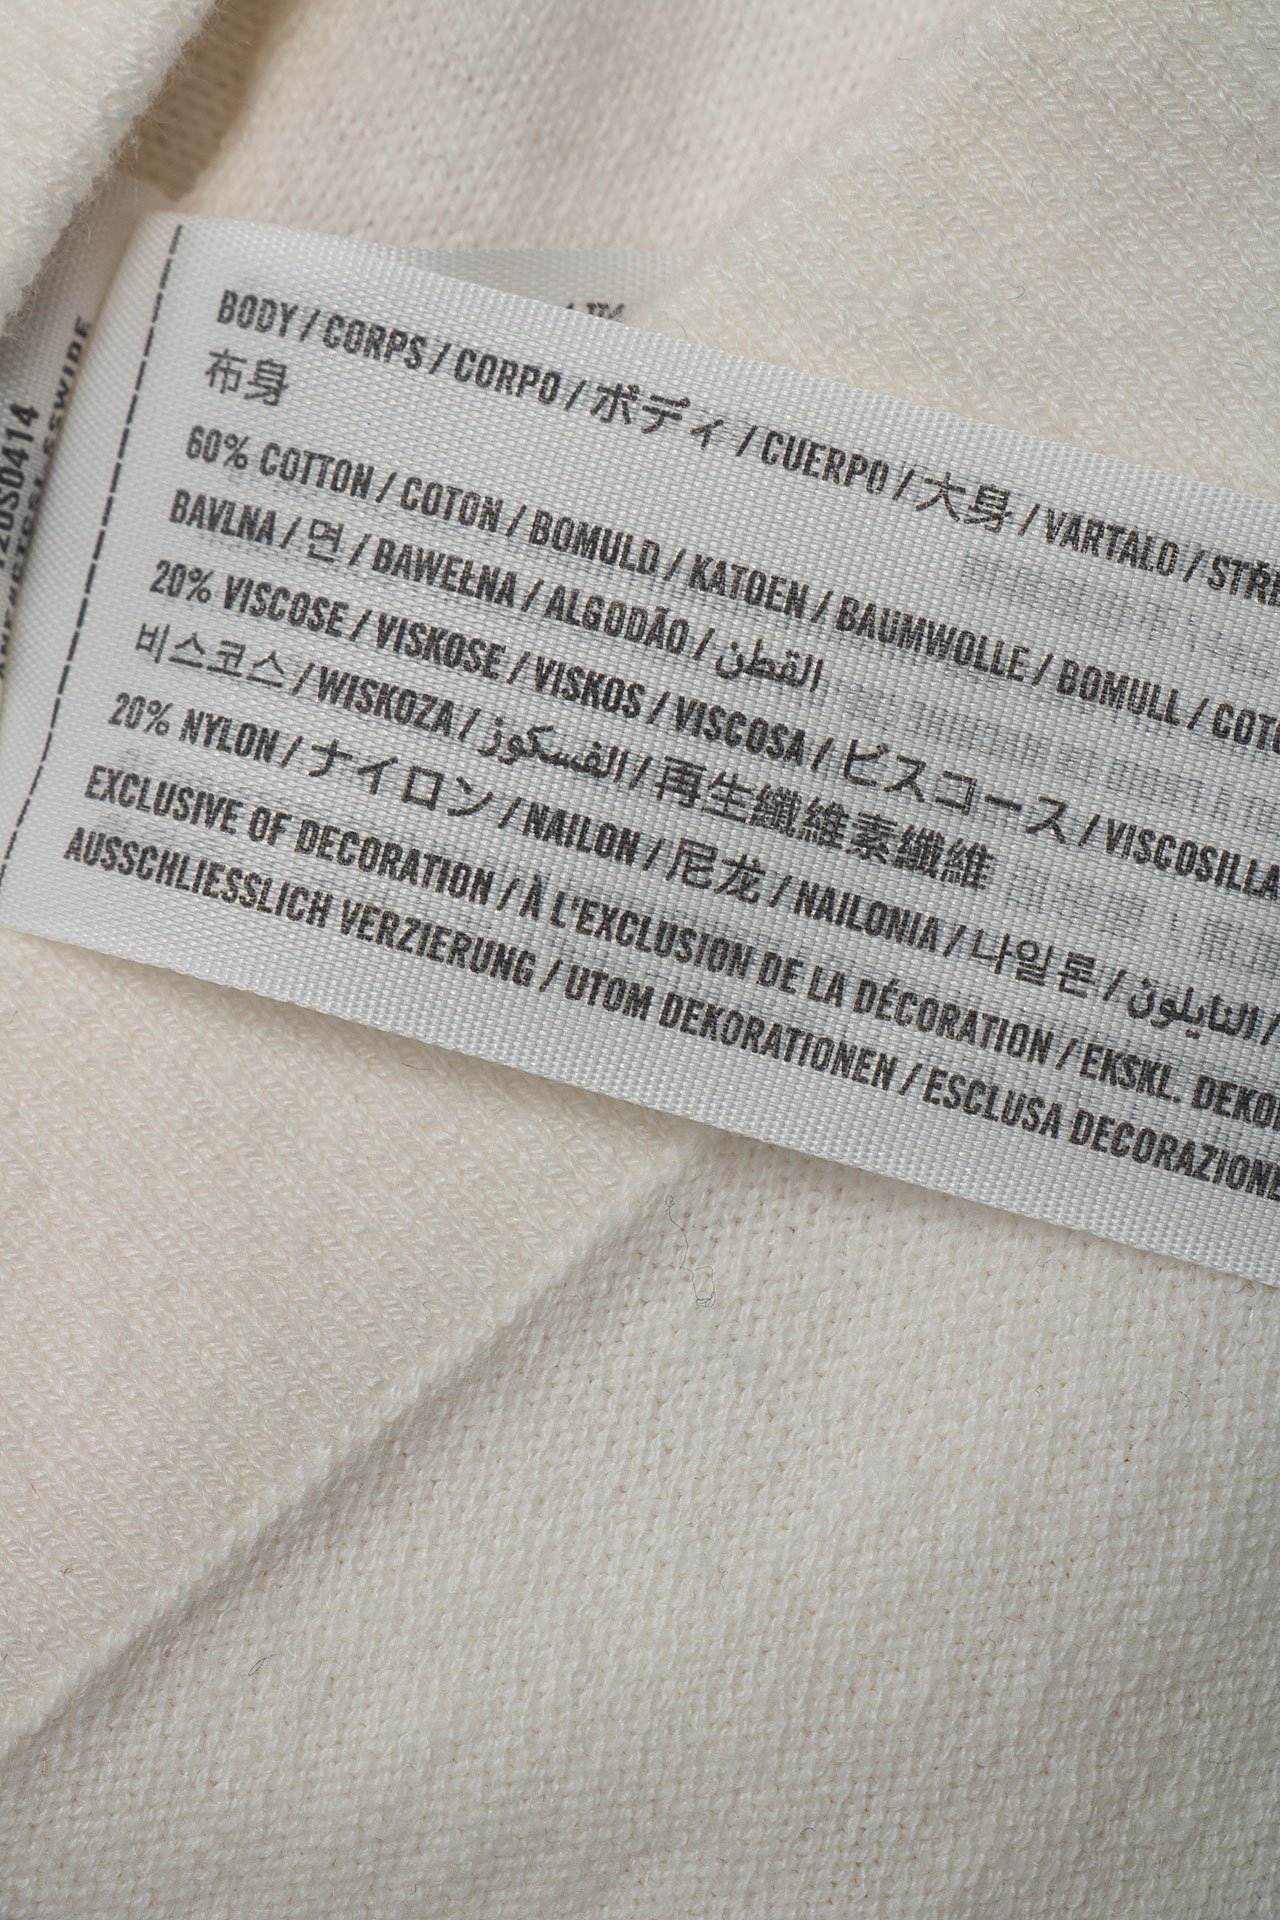 BODY / CORPS / CORPO / ボディ / CUERPO / 大身 / VARTALO /
布身
60% COTTON / COTON / BOMULD / KATOEN / BAUMWOLLE / BOMULL /
BAVLNA / 면 / BAWEŁNA / ALGODÃO / القطن
20% VISCOSE / VISKOSE / VISKOS / VISCOSA / ビスコース / VISCOSILLA
비스코스 / WISKOZA / الفسكوز / 再生纖維素纖維
20% NYLON / ナイロン / NAILON / 尼龙 / NAILONIA / 나일론 / النايلون /
EXCLUSIVE OF DECORATION / À L'EXCLUSION DE LA DÉCORATION / EKSKL.
AUSSCHLIESSLICH VERZIERUNG / UTOM DEKORATIONEN / ESCLUSA DECORAZIONE